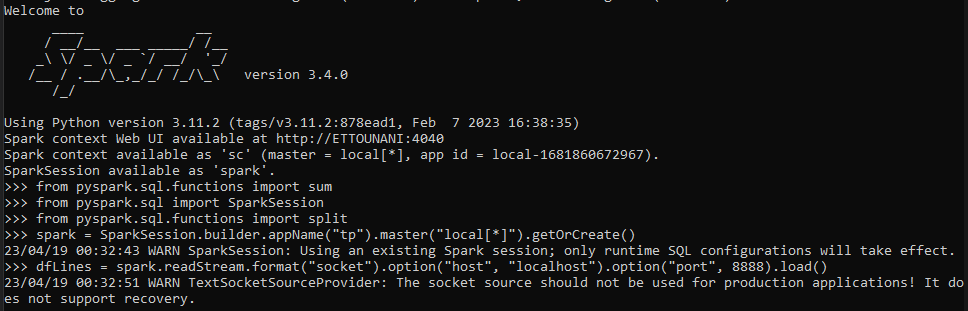 Welcome to
      ____              __
     / __/__  ___ _____/ /__
    _\ \/ _ \/ _ `/ __/  '_/
   /__ / .__/\_,_/_/ /_/\_\   version 3.4.0
      /_/
Using Python version 3.11.2 (tags/v3.11.2:878ead1, Feb  7 2023 16:38:35)
Spark context Web UI available at http://ETTOUNANI:4040
Spark context available as 'sc' (master = local[*], app id = local-1681860672967).
SparkSession available as 'spark'.
>>> from pyspark.sql.functions import sum
>>> from pyspark.sql import SparkSession
>>> from pyspark.sql.functions import split
>>> spark = SparkSession.builder.appName("tp").master("local[*]").getOrCreate()
23/04/19 00:32:43 WARN SparkSession: Using an existing Spark session; only runtime SQL configurations will take effect.
>>> dfLines = spark.readStream.format("socket").option("host", "localhost").option("port", 8888).load()
23/04/19 00:32:51 WARN TextSocketSourceProvider: The socket source should not be used for production applications! It do
es not support recovery.